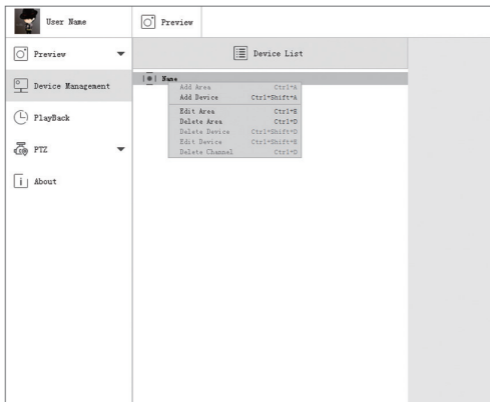 User Name
Preview
Preview
Device Management
PlayBack
PTZ
About
Device List
Name
Add Area Ctrl+A
Add Device Ctrl+Shift+A
Edit Area Ctrl+E
Delete Area Ctrl+D
Delete Device Ctrl+Shift+D
Edit Device Ctrl+Shift+E
Delete Channel Ctrl+D